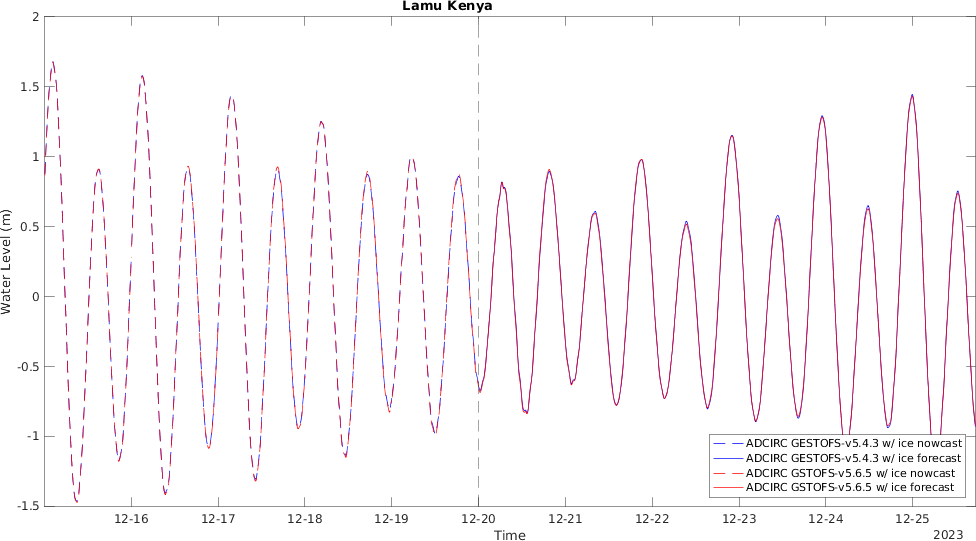 Lamu Kenya
2
1.5
1
0.5
0
-0.5
-1
-1.5
Water Level (m)
12-16 12-17 12-18 12-19 12-20 12-21 12-22 12-23 12-24 12-25
Time
2023
ADCIRC GESTOFS-v5.4.3 w/ ice nowcast
ADCIRC GESTOFS-v5.4.3 w/ ice forecast
ADCIRC GSTOFS-v5.6.5 w/ ice nowcast
ADCIRC GSTOFS-v5.6.5 w/ ice forecast